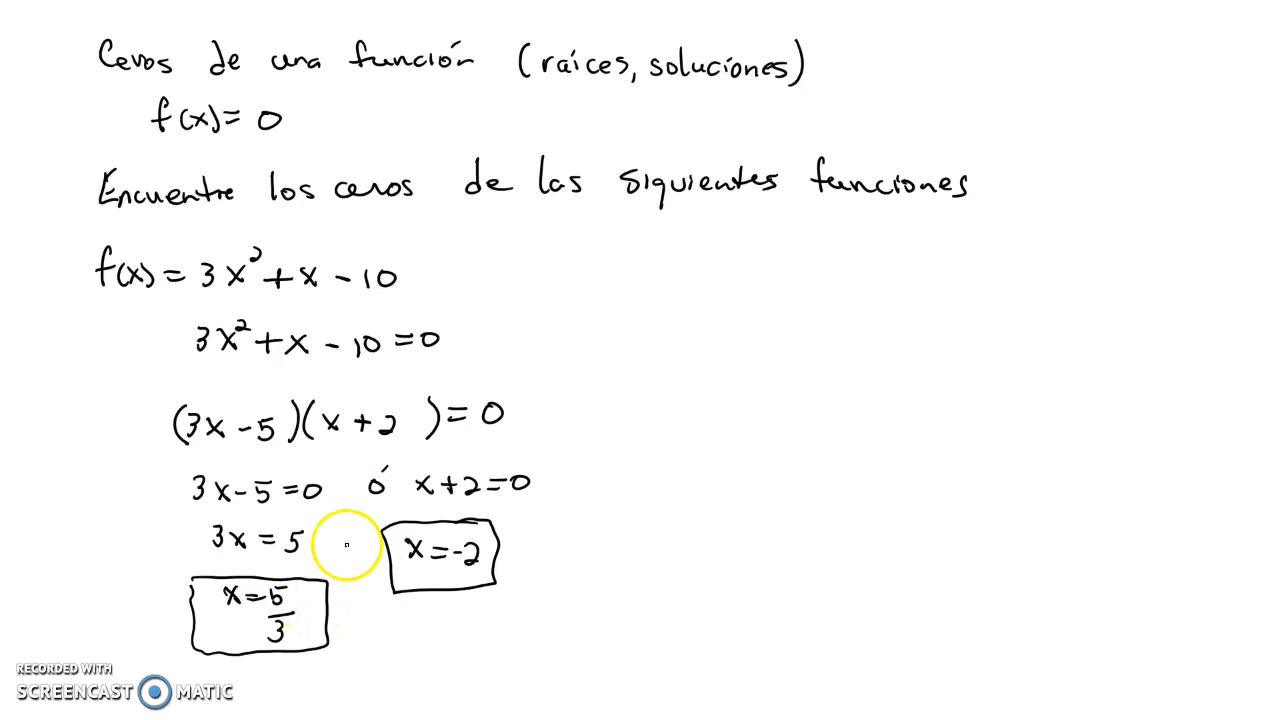 Ceros de una función (raíces, soluciones)
f(x) = 0
Encuentre los ceros de las siguientes funciones
f(x) = 3x² + x - 10
3x² + x - 10 = 0
(3x - 5)(x + 2) = 0
3x - 5 = 0 ó x + 2 = 0
3x = 5
x = -2
x = 5/3
RECORDED WITH
SCREENCAST MATIC